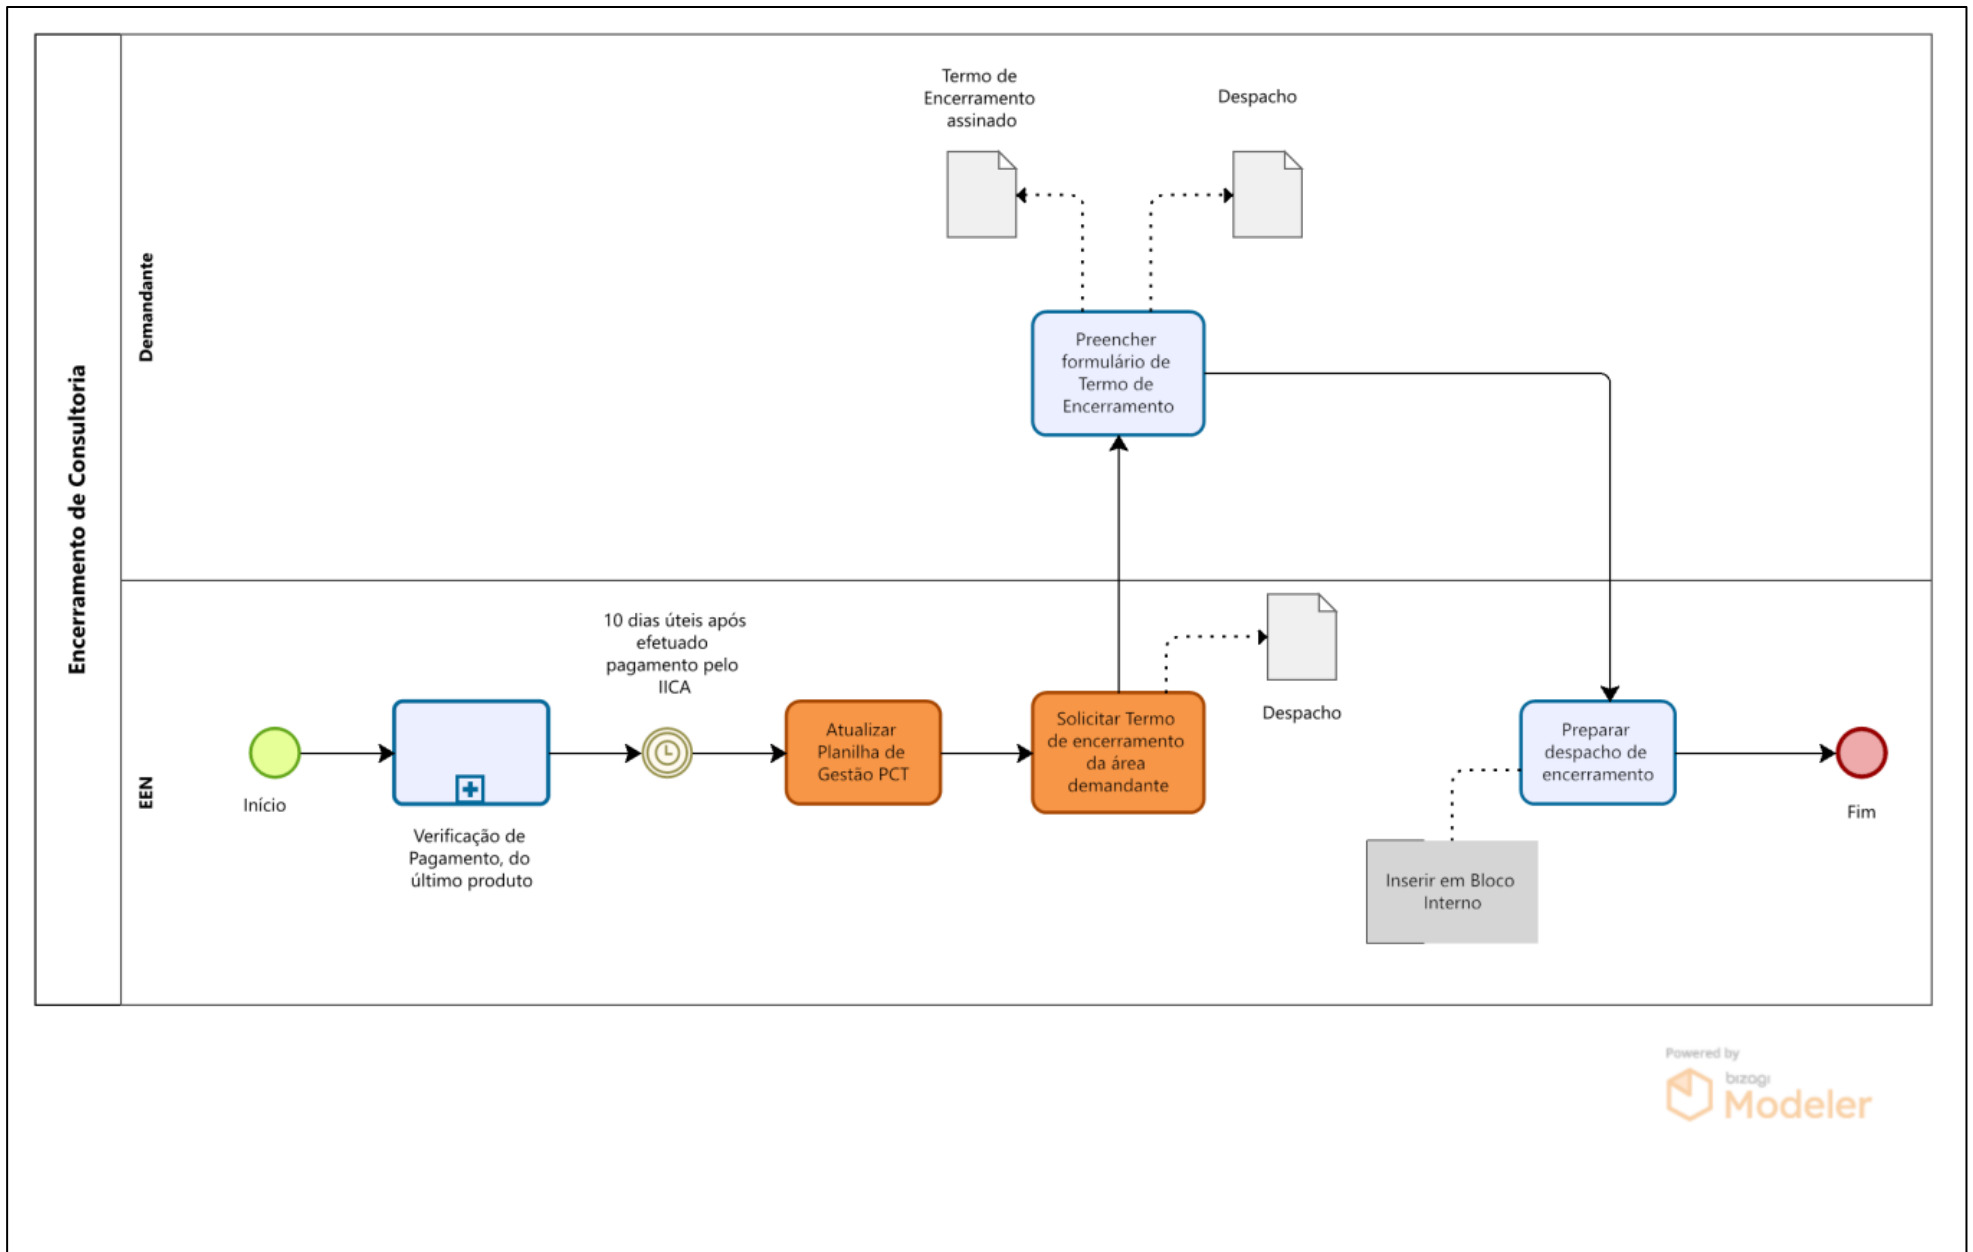 Encerramento de Consultoria
Demandante
Termo de
Encerramento
assinado
Despacho
Preencher
formulário de
Termo de
Encerramento
EEN
Início
Verificação de
Pagamento, do
último produto
10 dias úteis após
efetuado
pagamento pelo
IICA
Atualizar
Planilha de
Gestão PCT
Solicitar Termo
de encerramento
da área
demandante
Despacho
Inserir em Bloco
Interno
Preparar
despacho de
encerramento
Fim
Powered by
bizagi
Modeler